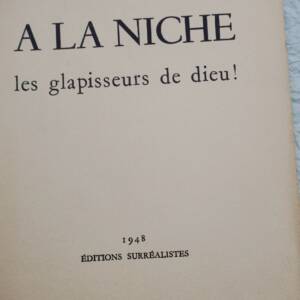 A LA NICHE
les glapisseurs de dieu!
1948
ÉDITIONS SURRÉALISTES